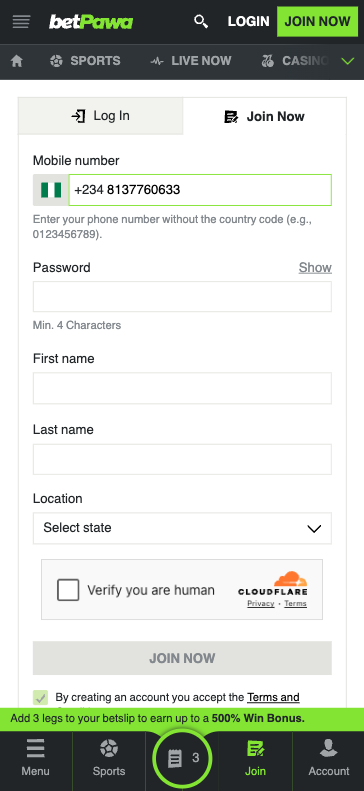 betPawa
LOGIN
JOIN NOW
SPORTS
LIVE NOW
CASINO
Log In
Join Now
Mobile number
+234 8137760633
Enter your phone number without the country code (e.g.,
0123456789).
Password
Show
Min. 4 Characters
First name
Last name
Location
Select state
Verify you are human
CLOUDFLARE
Privacy • Terms
JOIN NOW
By creating an account you accept the Terms and
Add 3 legs to your betslip to earn up to a 500% Win Bonus.
3
Menu
Sports
Join
Account